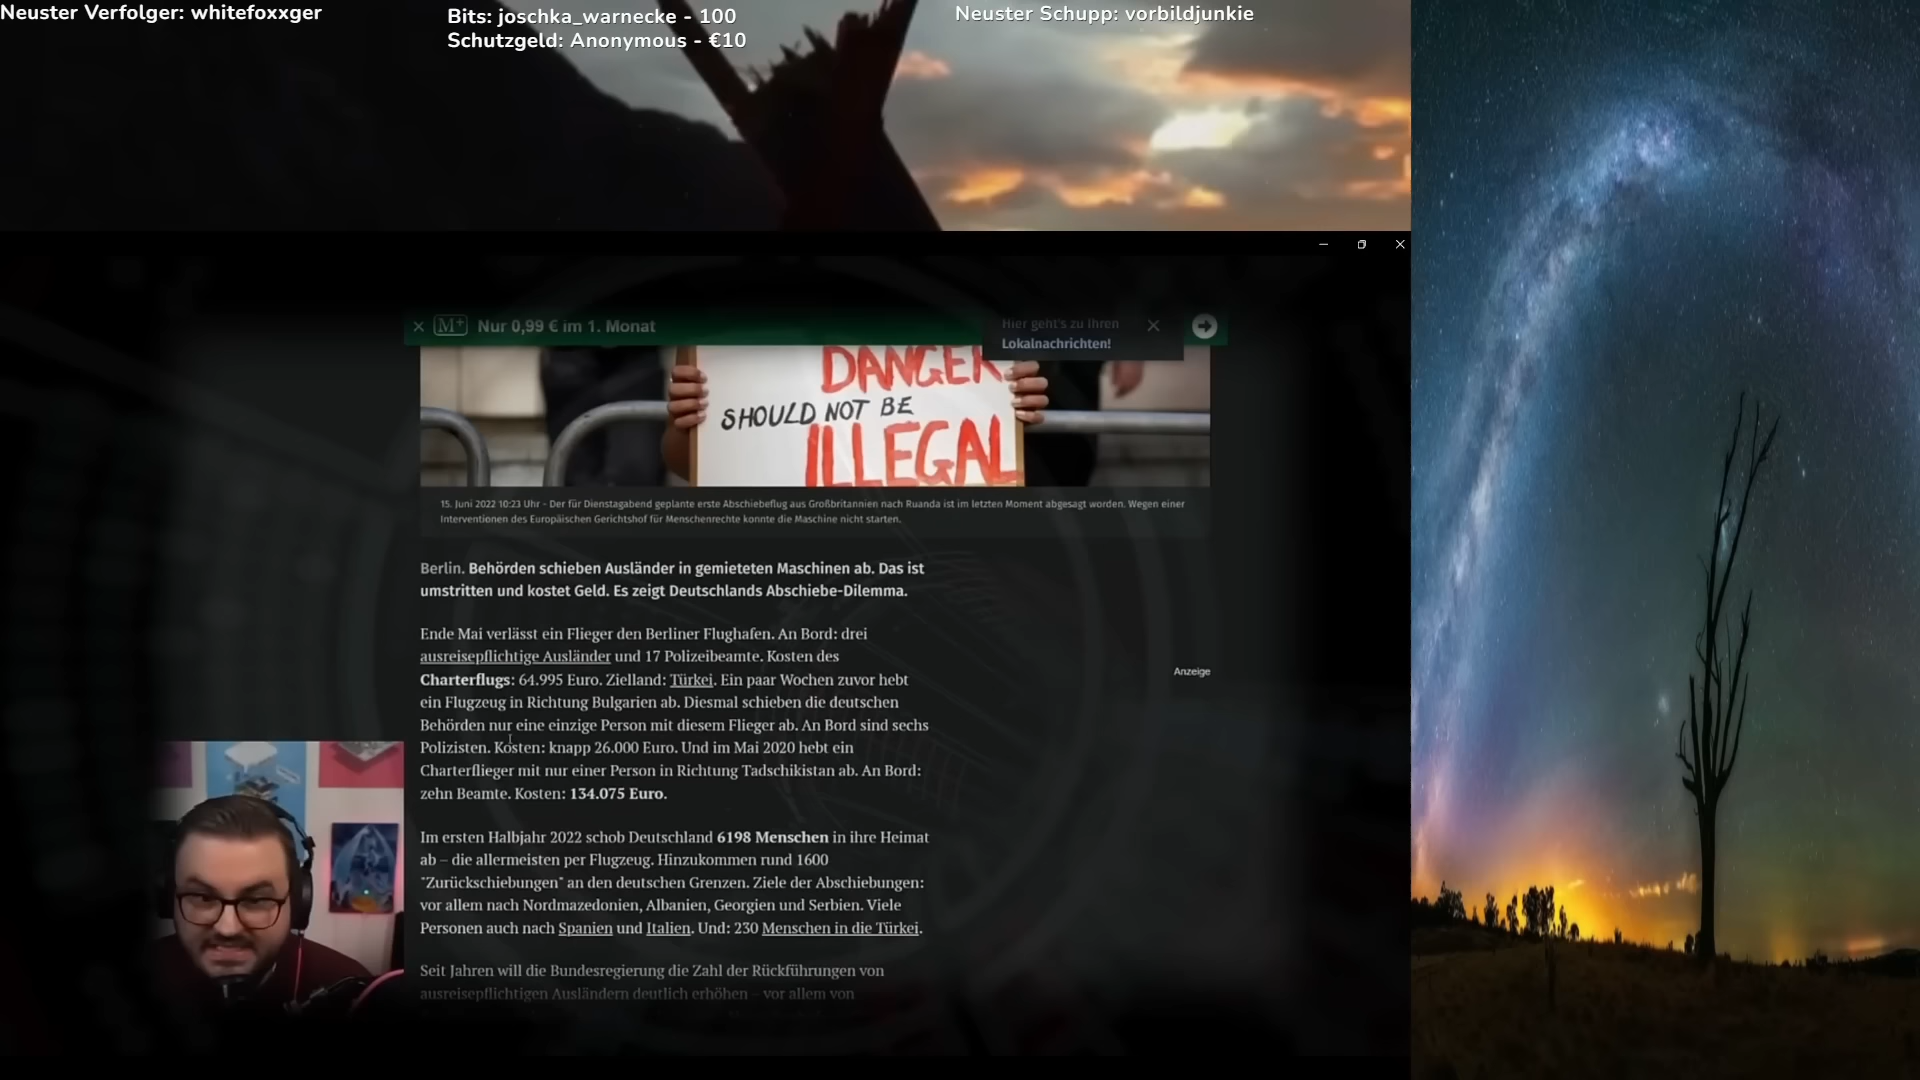 Neuster Verfolger: whitefoxxger
Bits: joschka_warnecke - 100
Schutzgeld: Anonymous - €10
Neuster Schupp: vorbildjunkie
M+ Nur 0,99 € im 1. Monat
Hier geht's zu Ihren
Lokalnachrichten!
DANGER
SHOULD NOT BE
ILLEGAL
15. Juni 2022 10:23 Uhr - Der für Dienstagabend geplante erste Abschiebeflug aus Großbritannien nach Ruanda ist im letzten Moment abgesagt worden. Wegen einer
Interventionen des Europäischen Gerichtshof für Menschenrechte konnte die Maschine nicht starten.
Berlin. Behörden schieben Ausländer in gemieteten Maschinen ab. Das ist
umstritten und kostet Geld. Es zeigt Deutschlands Abschiebe-Dilemma.
Ende Mai verlässt ein Flieger den Berliner Flughafen. An Bord: drei
ausreisepflichtige Ausländer und 17 Polizeibeamte. Kosten des
Charterflugs: 64.995 Euro. Zielland: Türkei. Ein paar Wochen zuvor hebt
ein Flugzeug in Richtung Bulgarien ab. Diesmal schieben die deutschen
Behörden nur eine einzige Person mit diesem Flieger ab. An Bord sind sechs
Polizisten. Kosten: knapp 26.000 Euro. Und im Mai 2020 hebt ein
Charterflieger mit nur einer Person in Richtung Tadschikistan ab. An Bord:
zehn Beamte. Kosten: 134.075 Euro.
Anzeige
Im ersten Halbjahr 2022 schob Deutschland 6198 Menschen in ihre Heimat
ab – die allermeisten per Flugzeug. Hinzukommen rund 1600
"Zurückschiebungen" an den deutschen Grenzen. Ziele der Abschiebungen:
vor allem nach Nordmazedonien, Albanien, Georgien und Serbien. Viele
Personen auch nach Spanien und Italien. Und: 230 Menschen in die Türkei.
Seit Jahren will die Bundesregierung die Zahl der Rückführungen von
ausreisepflichtigen Ausländern deutlich erhöhen – vor allem von